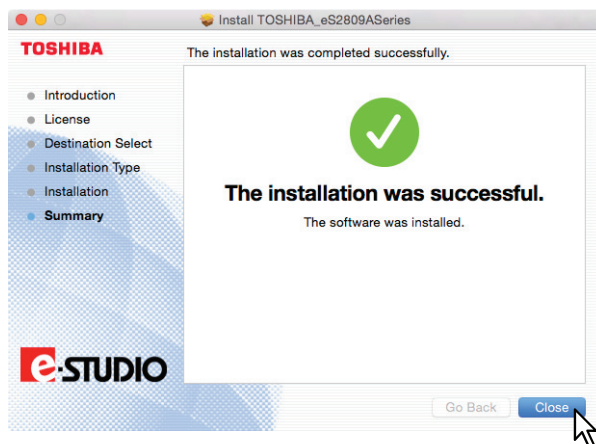 Install TOSHIBA_eS2809ASeries
TOSHIBA
The installation was completed successfully.
Introduction
License
Destination Select
Installation Type
Installation
Summary
The installation was successful.
The software was installed.
e-STUDIO
Go Back
Close